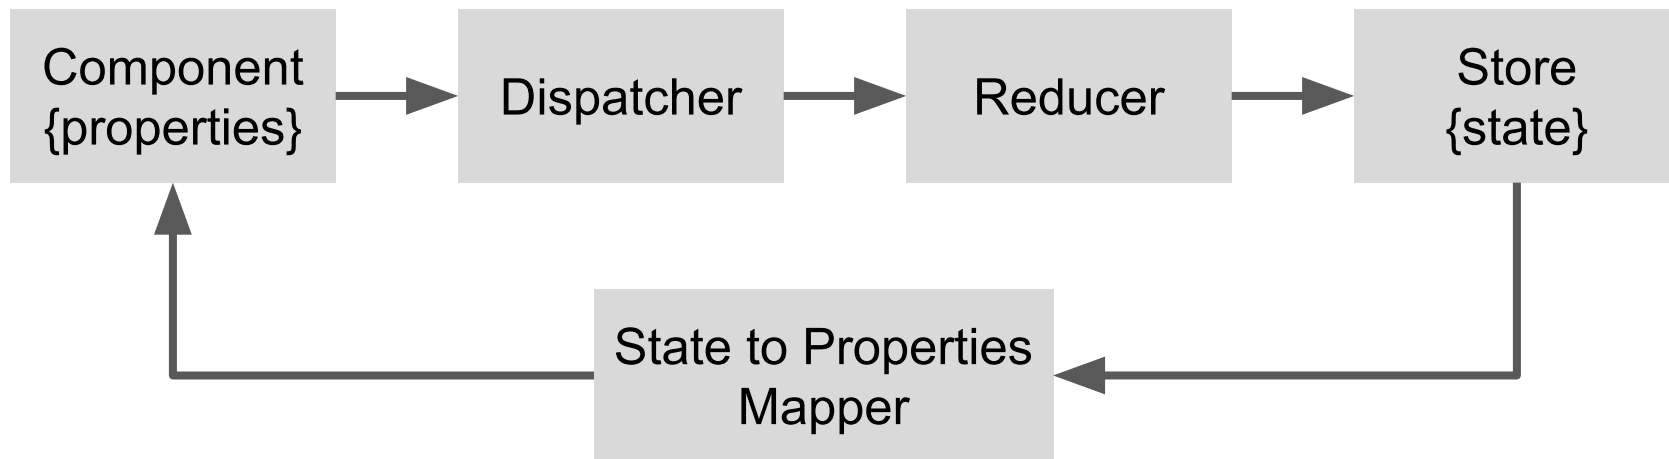 Component
{properties}
Dispatcher
Reducer
Store
{state}
State to Properties
Mapper